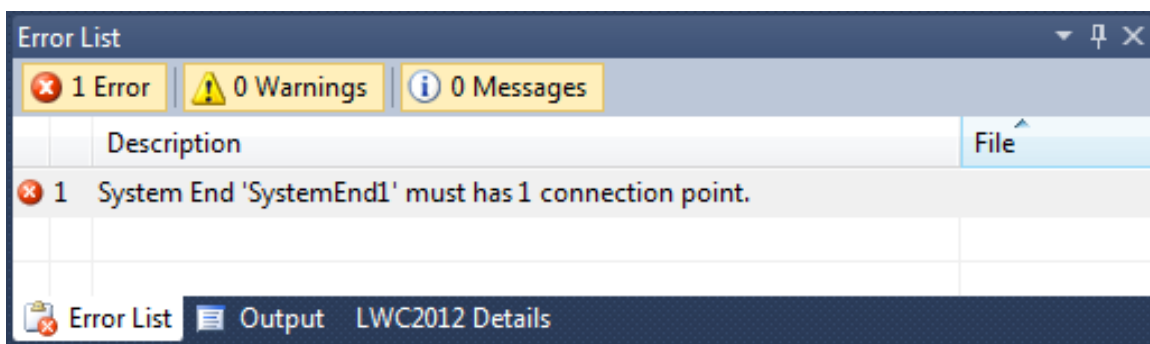 Error List
1 Error 0 Warnings 0 Messages
Description File
1 System End 'SystemEnd1' must has 1 connection point.
Error List Output LWC2012 Details